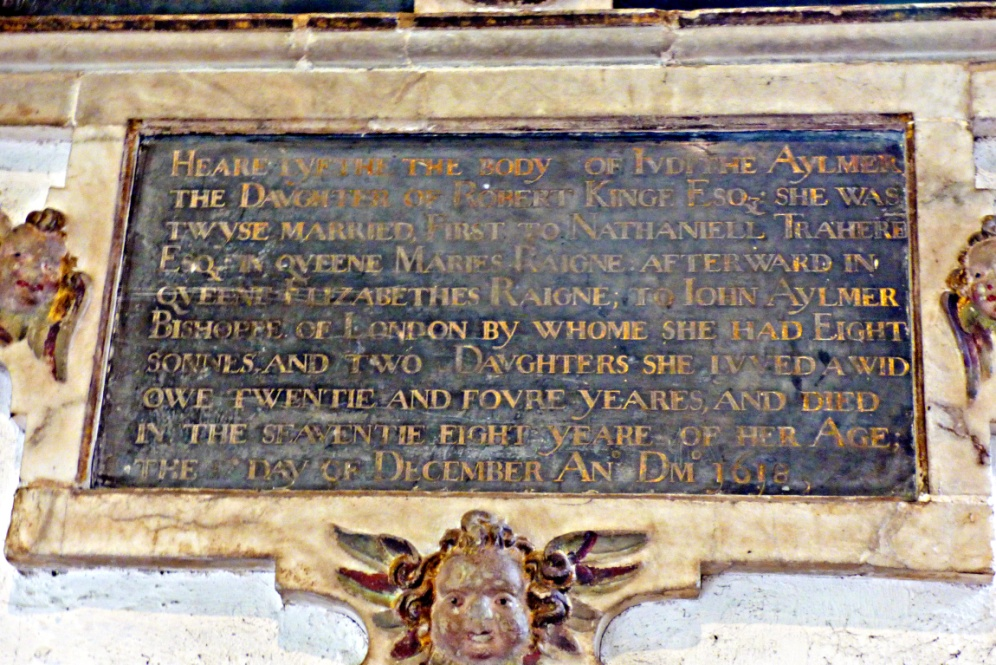 HEARE LYETHE THE BODY OF IVDITHE AYLMER
THE DAVGHTER OF ROBERT KINGE ESQ; SHE WAS
TWYSE MARRIED, FIRST TO NATHANIELL TRAHERE
ESQ; IN QVEENE MARIES RAIGNE, AFTERWARD IN
QVEENE ELIZABETHES RAIGNE, TO IOHN AYLMER
BISHOPPE OF LONDON BY WHOME SHE HAD EIGHT
SONNES, AND TWO DAVGHTERS SHE LVVED A WID
OWE TWENTIE AND FOVRE YEARES, AND DIED
IN THE SEAVENTIE EIGHT YEARE OF HER AGE,
THE DAY OF DECEMBER AN° DM° 1618